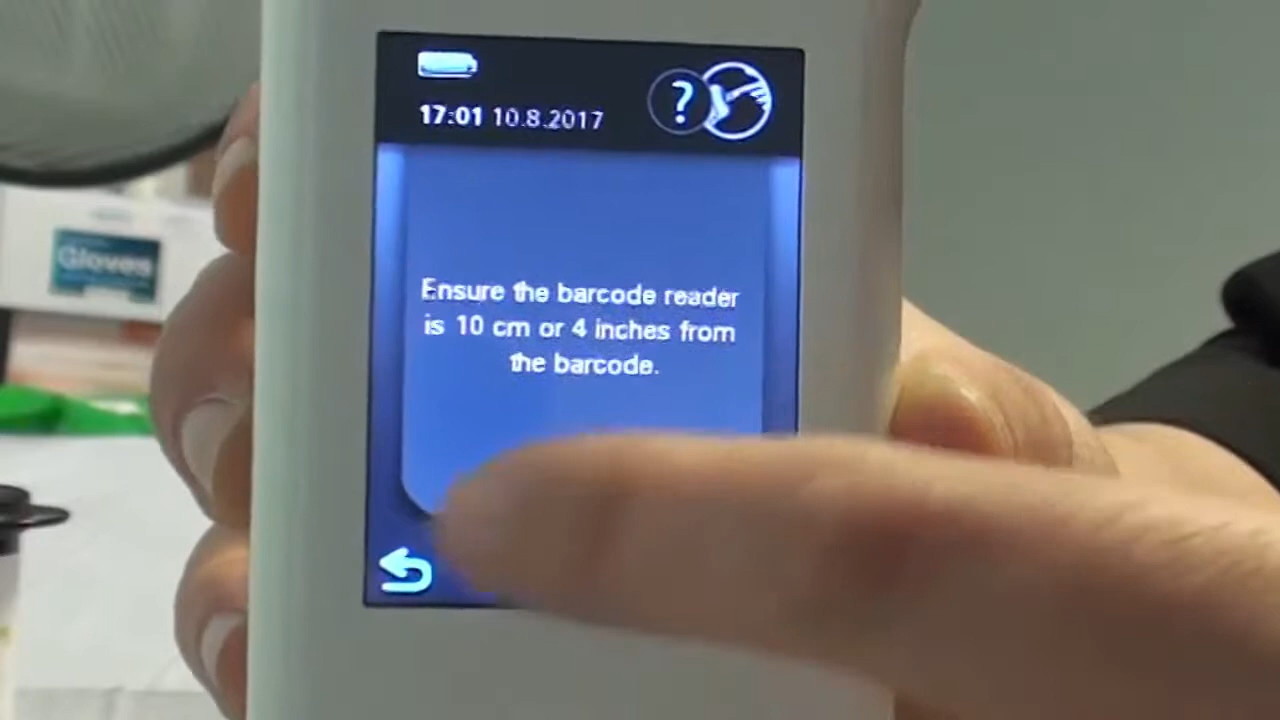 17:01 10.8.2017
?
Ensure the barcode reader
is 10 cm or 4 inches from
the barcode.
Gloves